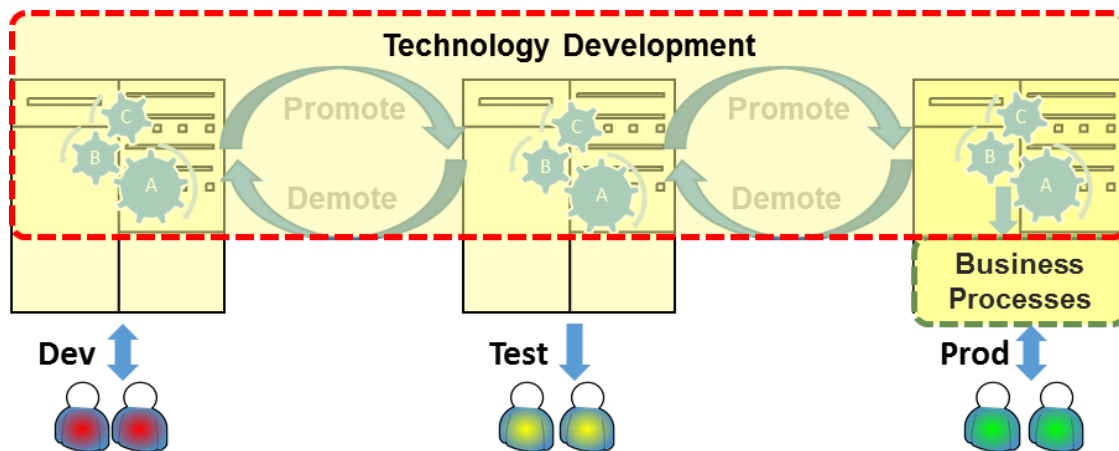 Technology Development
Promote
Promote
C
B
A
C
B
A
C
B
A
Demote
Demote
Business
Processes
Dev
Test
Prod